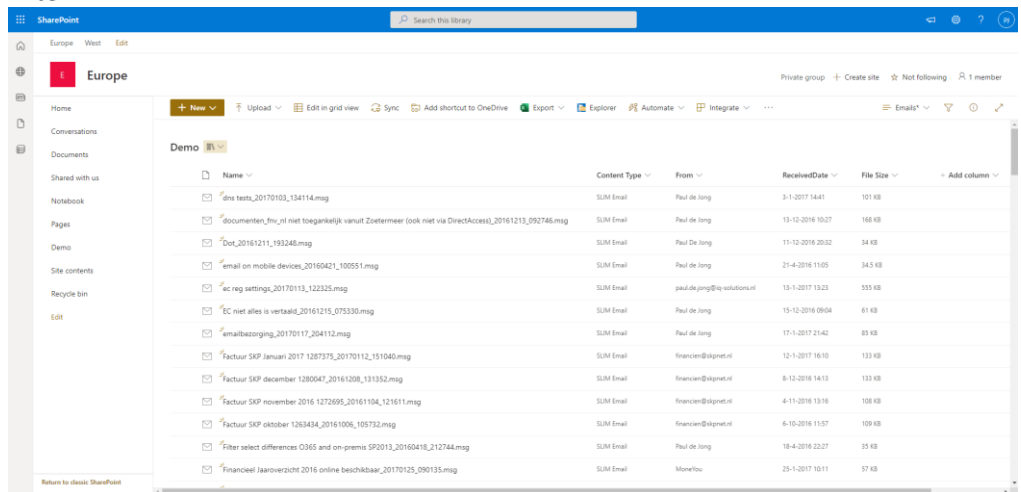 SharePoint
Search this library
?
Europe West Edit
E Europe
Private group + Create site Not following 1 member
Home
Conversations
Documents
Shared with us
Notebook
Pages
Demo
Site contents
Recycle bin
Edit
Return to classic SharePoint
+ New Upload Edit in grid view Sync Add shortcut to OneDrive Export Explorer Automate Integrate ... Emails*
Demo
Name Content Type From ReceivedDate File Size + Add column
dns tests_20170103_134114.msg SLIM Email Paul de Jong 3-1-2017 14:41 101 KB
documenten_fnv_nl niet toegankelijk vanuit Zoetermeer (ook niet via DirectAccess)_20161213_092746.msg SLIM Email Paul de Jong 13-12-2016 10:27 168 KB
Dot_20161211_193248.msg SLIM Email Paul De Jong 11-12-2016 20:32 34 KB
email on mobile devices_20160421_100551.msg SLIM Email Paul de Jong 21-4-2016 11:05 34.5 KB
ec reg settings_20170113_122325.msg SLIM Email paul.de.jong@iq-solutions.nl 13-1-2017 13:23 555 KB
EC niet alles is vertaald_20161215_075330.msg SLIM Email Paul de Jong 15-12-2016 09:04 61 KB
emailbezorging_20170117_204112.msg SLIM Email Paul de Jong 17-1-2017 21:42 85 KB
Factuur SKP Januari 2017 1287375_20170112_151040.msg SLIM Email financien@skpnet.nl 12-1-2017 16:10 133 KB
Factuur SKP december 1280047_20161208_131352.msg SLIM Email financien@skpnet.nl 8-12-2016 14:13 133 KB
Factuur SKP november 2016 1272695_20161104_121611.msg SLIM Email financien@skpnet.nl 4-11-2016 13:16 108 KB
Factuur SKP oktober 1263434_20161006_105732.msg SLIM Email financien@skpnet.nl 6-10-2016 11:57 109 KB
Filter select differences O365 and on-premis SP2013_20160418_212744.msg SLIM Email Paul de Jong 18-4-2016 22:27 35 KB
Financieel Jaaroverzicht 2016 online beschikbaar_20170125_090135.msg SLIM Email MoneYou 25-1-2017 10:11 57 KB